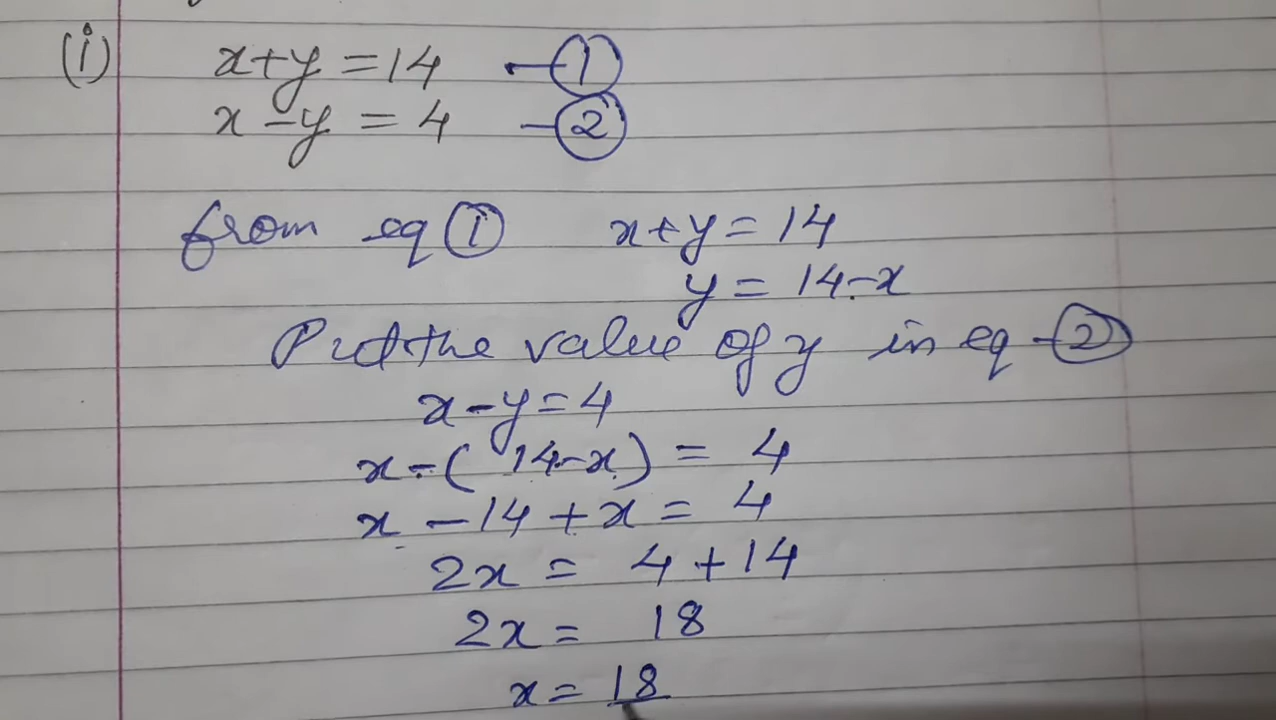 (i) x+y = 14 - 1
x - y = 4 - 2
from eq 1 x+y = 14
y = 14-x
Put the value of y in eq - 2
x - y = 4
x - (14-x) = 4
x - 14 + x = 4
2x = 4 + 14
2x = 18
x = 18